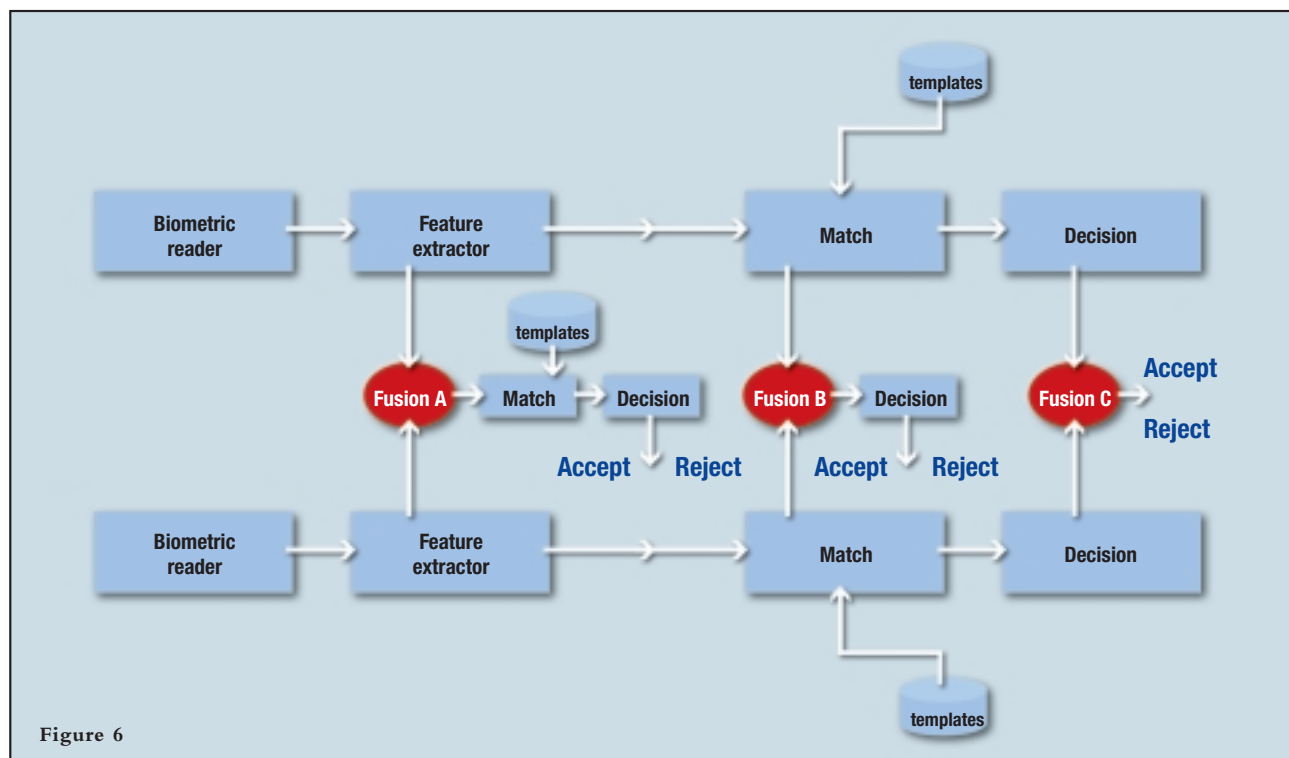 templates
Biometric
reader
Feature
extractor
Match
Decision
templates
Fusion A
Match
Decision
Accept Reject
Fusion B
Decision
Accept Reject
Fusion C
Accept
Reject
Biometric
reader
Feature
extractor
Match
Decision
templates
Figure 6